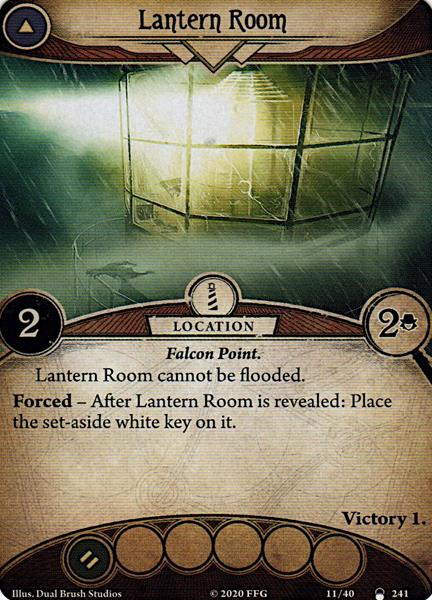 Lantern Room
2
2
LOCATION
Falcon Point.
Lantern Room cannot be flooded.
Forced – After Lantern Room is revealed: Place
the set-aside white key on it.
Victory 1.
Illus. Dual Brush Studios © 2020 FFG 11/40 241